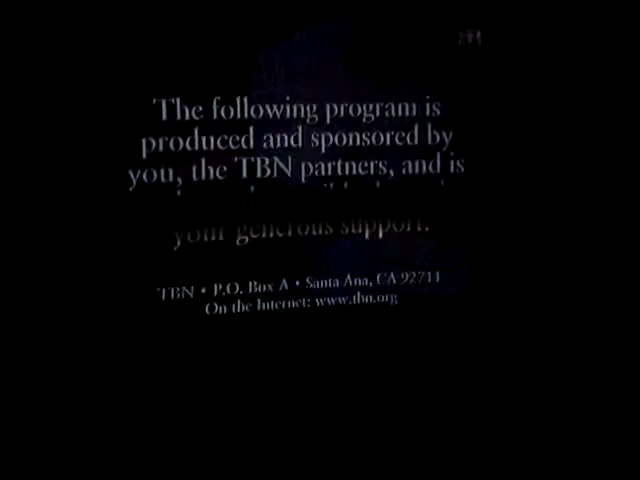 The following program is
produced and sponsored by
you, the TBN partners, and is
your generous support.
TBN • P.O. Box A • Santa Ana, CA 92711
On the Internet: www.tbn.org